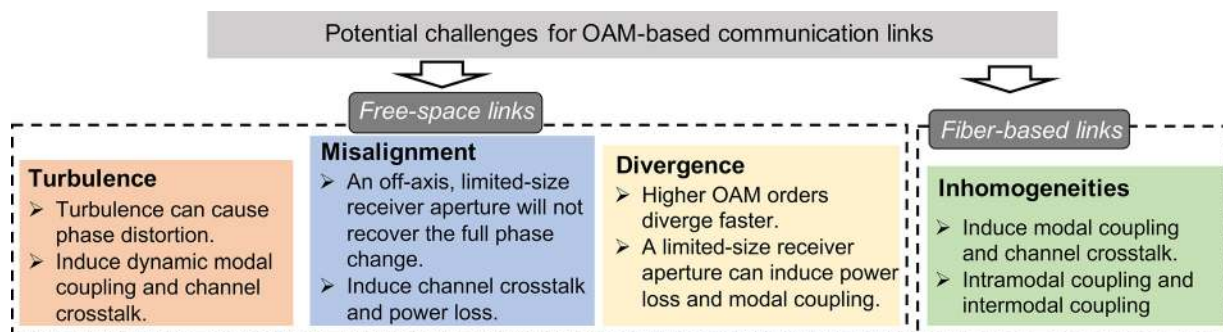 Potential challenges for OAM-based communication links
Free-space links
Turbulence
➢ Turbulence can cause
phase distortion.
➢ Induce dynamic modal
coupling and channel
crosstalk.
Misalignment
➢ An off-axis, limited-size
receiver aperture will not
recover the full phase
change.
➢ Induce channel crosstalk
and power loss.
Divergence
➢ Higher OAM orders
diverge faster.
➢ A limited-size receiver
aperture can induce power
loss and modal coupling.
Fiber-based links
Inhomogeneities
➢ Induce modal coupling
and channel crosstalk.
➢ Intramodal coupling and
intermodal coupling